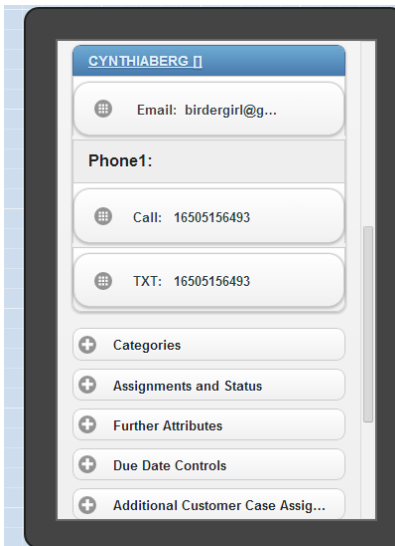 CYNTHIABERG []
Email: birdergirl@g...
Phone1:
Call: 16505156493
TXT: 16505156493
Categories
Assignments and Status
Further Attributes
Due Date Controls
Additional Customer Case Assig...